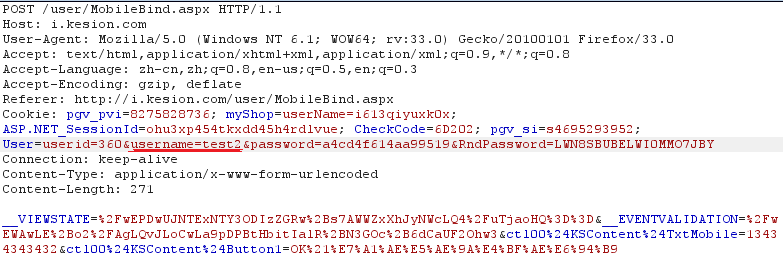 POST /user/MobileBind.aspx HTTP/1.1
Host: i.kesion.com
User-Agent: Mozilla/5.0 (Windows NT 6.1; WOW64; rv:33.0) Gecko/20100101 Firefox/33.0
Accept: text/html,application/xhtml+xml,application/xml;q=0.9,*/*;q=0.8
Accept-Language: zh-cn,zh;q=0.8,en-us;q=0.5,en;q=0.3
Accept-Encoding: gzip, deflate
Referer: http://i.kesion.com/user/MobileBind.aspx
Cookie: pgv_pvi=8275828736; myShop=userName=i613qiyuxk0x;
ASP.NET_SessionId=ohu3xp454tkxdd45h4rdlvue; CheckCode=6D202; pgv_si=s4695293952;
User=userid=360&username=test2&password=a4cd4f614aa99519&RndPassword=LWN8SBUBELWI0MMO7JBY
Connection: keep-alive
Content-Type: application/x-www-form-urlencoded
Content-Length: 271
__VIEWSTATE=%2FwEPDwUJNTExNTY3ODIzZGRw%2Bs7AWWZxXhJyNWcLQ4%2FuTjaoHQ%3D%3D&__EVENTVALIDATION=%2Fw
EWAwLE%2Bo2%2FAgLQvJLoCwLa9pDPBtHbitIalR%2BN3GOc%2B6dCaUF2Ohw3&ctl00%24KSContent%24TxtMobile=1343
4343432&ctl00%24KSContent%24Button1=OK%21%E7%A1%AE%E5%AE%9A%E4%BF%AE%E6%94%B9